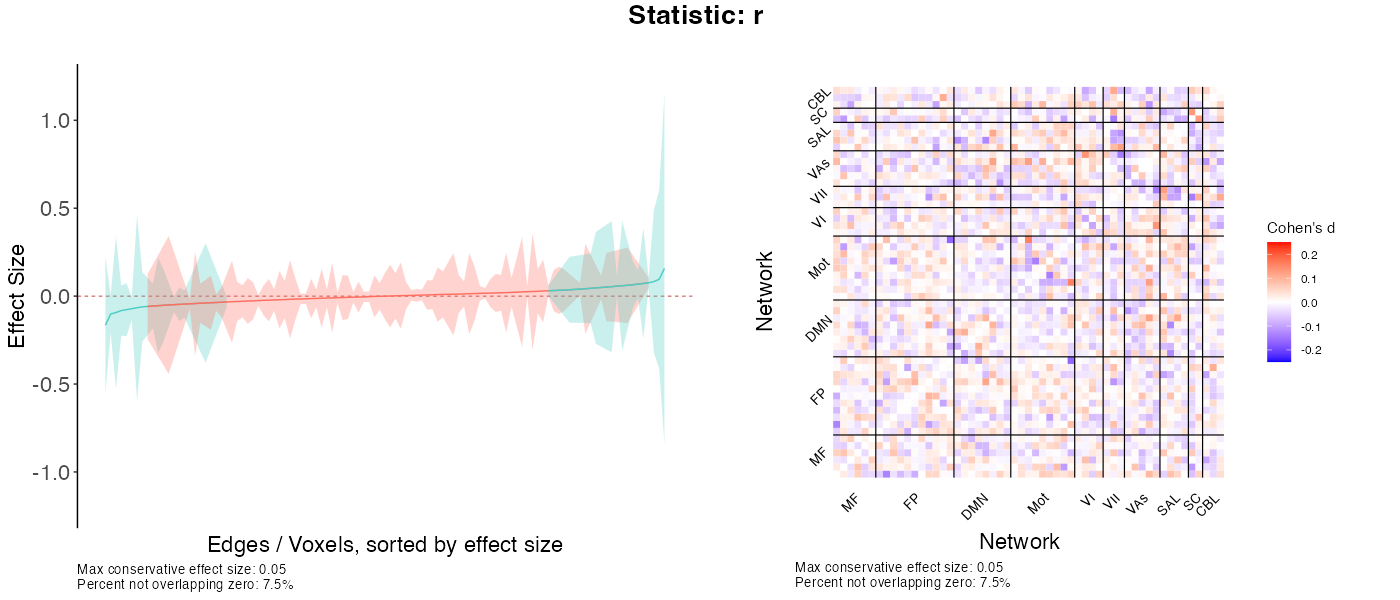 Statistic: r
1.0
0.5
0.0
-0.5
-1.0
Effect Size
Edges / Voxels, sorted by effect size
Max conservative effect size: 0.05
Percent not overlapping zero: 7.5%
CBL
SC
SAL
VAs
VII
VI
Mot
DMN
FP
MF
Network
MF
FP
DMN
Mot
VI
VII
VAs
SAL
SC
CBL
Network
Max conservative effect size: 0.05
Percent not overlapping zero: 7.5%
Cohen's d
0.2
0.1
0.0
-0.1
-0.2